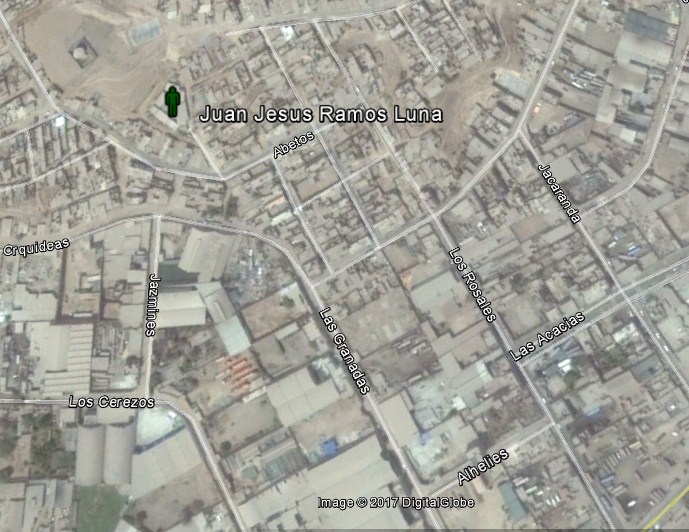 Juan Jesus Ramos Luna
Abetos
Jacaranda
Crquideas
Jazmines
Los Rosales
Las Granadas
Las Acacias
Los Cerezos
Alhelies
Image © 2017 DigitalGlobe